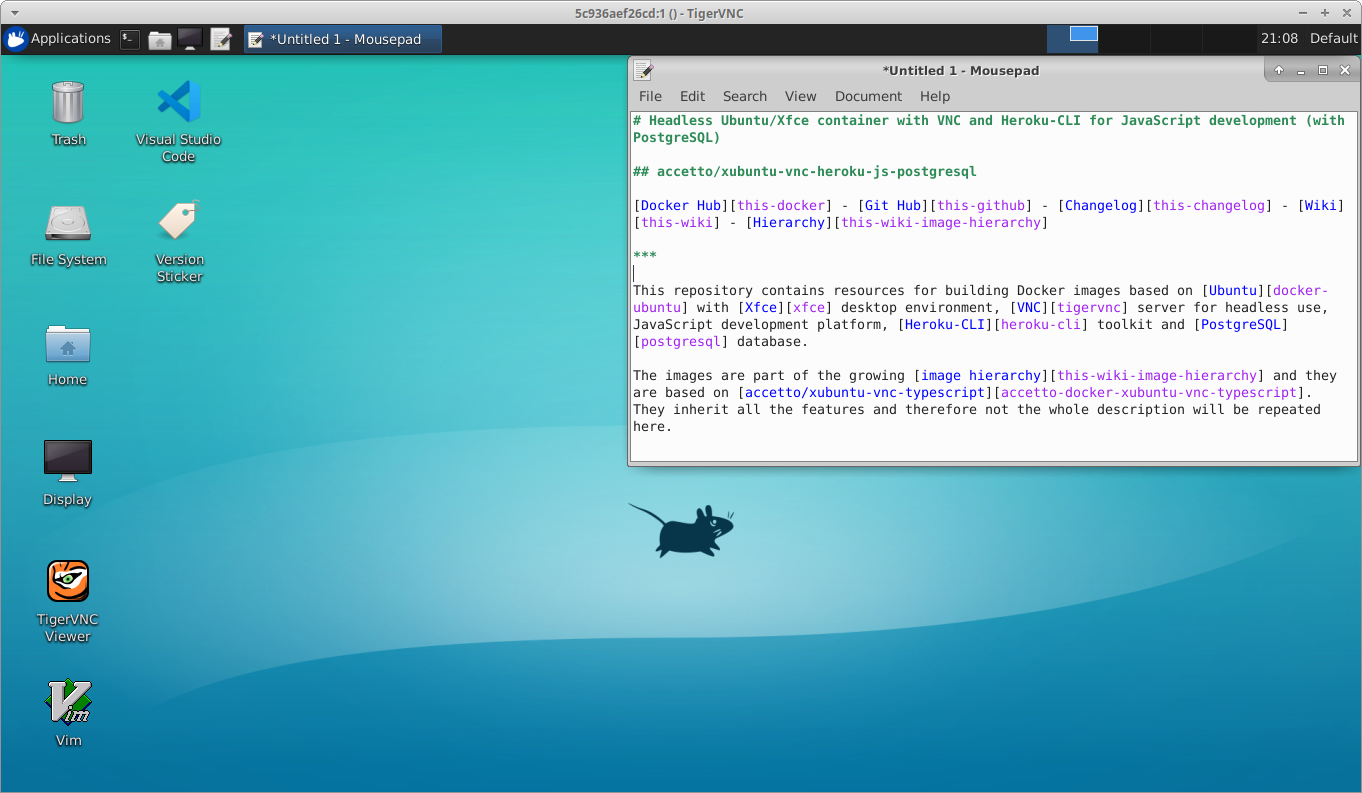 5c936aef26cd:1 () - TigerVNC
Applications
*Untitled 1 - Mousepad
21:08 Default
Trash
Visual Studio
Code
File System
Version
Sticker
Home
Display
TigerVNC
Viewer
Vim
*Untitled 1 - Mousepad
File Edit Search View Document Help
# Headless Ubuntu/Xfce container with VNC and Heroku-CLI for JavaScript development (with
PostgreSQL)
## accetto/xubuntu-vnc-heroku-js-postgresql
[Docker Hub][this-docker] - [Git Hub][this-github] - [Changelog][this-changelog] - [Wiki]
[this-wiki] - [Hierarchy][this-wiki-image-hierarchy]
***
This repository contains resources for building Docker images based on [Ubuntu][docker-
ubuntu] with [Xfce][xfce] desktop environment, [VNC][tigervnc] server for headless use,
JavaScript development platform, [Heroku-CLI][heroku-cli] toolkit and [PostgreSQL]
[postgresql] database.
The images are part of the growing [image hierarchy][this-wiki-image-hierarchy] and they
are based on [accetto/xubuntu-vnc-typescript][accetto-docker-xubuntu-vnc-typescript].
They inherit all the features and therefore not the whole description will be repeated
here.